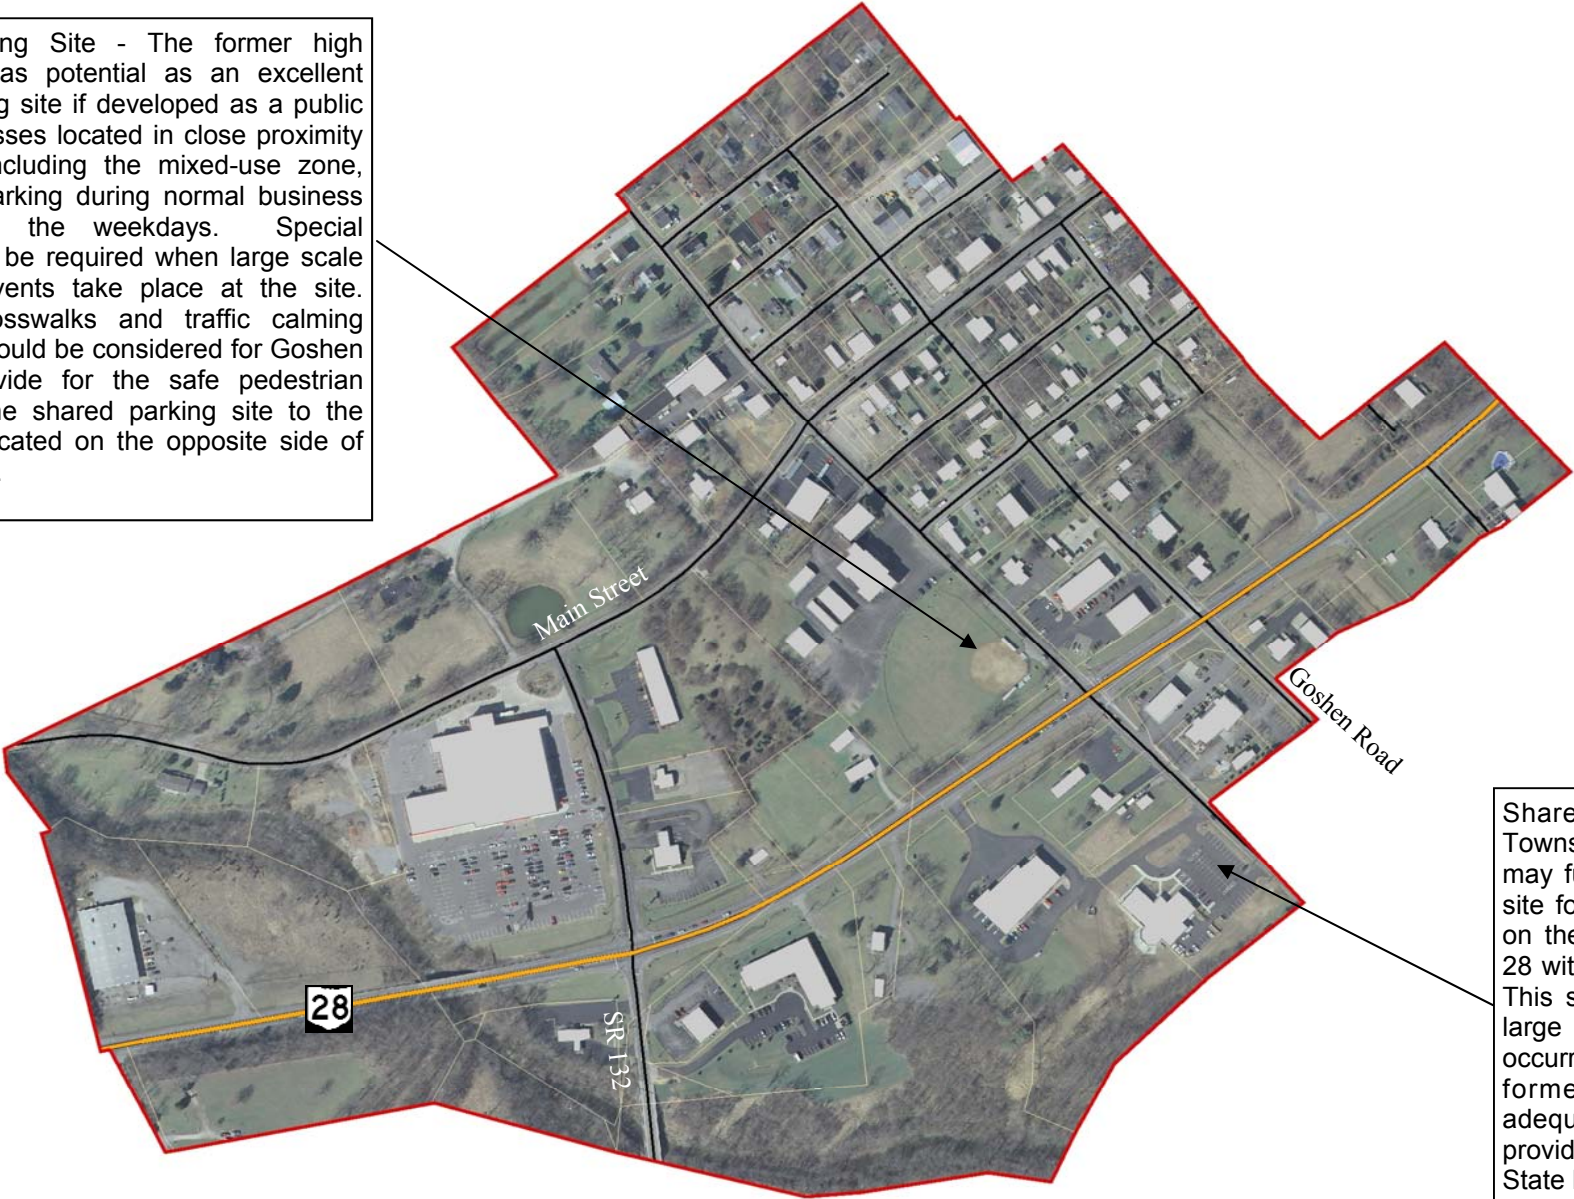 ing Site - The former high
as potential as an excellent
g site if developed as a public
sses located in close proximity
ncluding the mixed-use zone,
arking during normal business
the weekdays. Special
be required when large scale
vents take place at the site.
osswalks and traffic calming
ould be considered for Goshen
vide for the safe pedestrian
ne shared parking site to the
cated on the opposite side of
Main Street
Goshen Road
28
SR 132
Share
Towns
may fu
site fo
on the
28 wit
This s
large
occurr
forme
adequ
provid
State